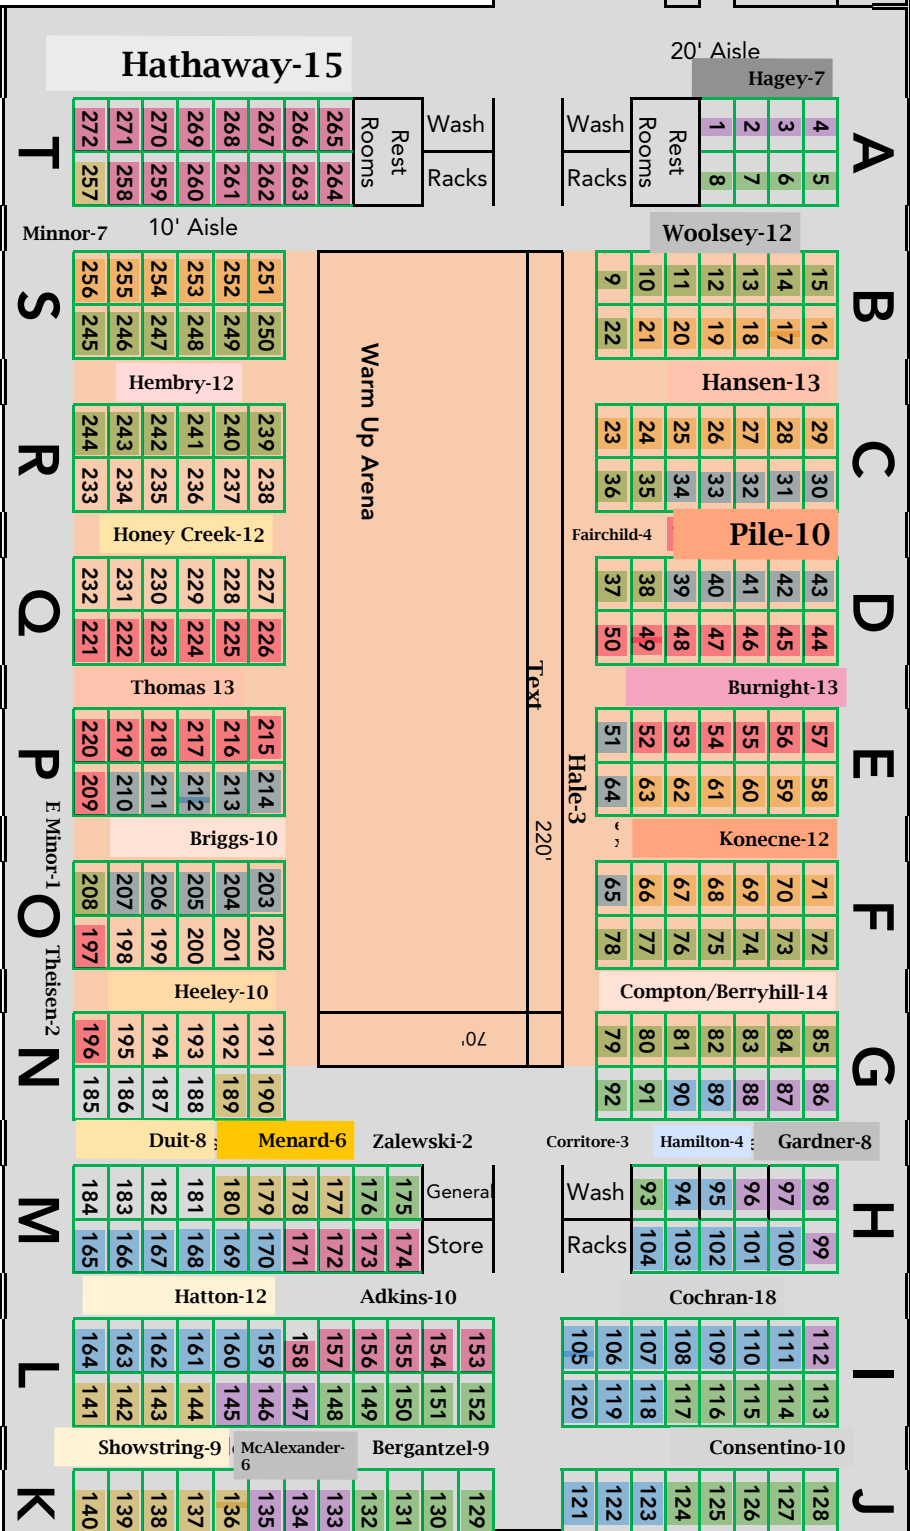 20' Aisle
Hathaway-15
Hagey-7
T
272 271 270 269 268 267 266 265
Rest Rooms
Wash
Wash
Rest Rooms
1 2 3 4
A
257 258 259 260 261 262 263 264
Racks
Racks
8 7 6 5
Minnor-7
10' Aisle
Woolsey-12
S
256 255 254 253 252 251
9 10 11 12 13 14 15
B
245 246 247 248 249 250
22 21 20 19 18 17 16
Warm Up Arena
Hembry-12
Hansen-13
R
244 243 242 241 240 239
23 24 25 26 27 28 29
C
233 234 235 236 237 238
36 35 34 33 32 31 30
Honey Creek-12
Fairchild-4
Pile-10
Q
232 231 230 229 228 227
37 38 39 40 41 42 43
D
221 222 223 224 225 226
50 49 48 47 46 45 44
Text
Thomas 13
Burnight-13
P
220 219 218 217 216 215
51 52 53 54 55 56 57
E
209 210 211 212 213 214
64 63 62 61 60 59 58
Hale-3
220'
E Minor-1
Briggs-10
Konecne-12
O
208 207 206 205 204 203
65 66 67 68 69 70 71
F
197 198 199 200 201 202
78 77 76 75 74 73 72
Theisen-2
Heeley-10
Compton/Berryhill-14
70'
N
196 195 194 193 192 191
79 80 81 82 83 84 85
G
185 186 187 188 189 190
92 91 90 89 88 87 86
Duit-8
Menard-6
Zalewski-2
Corritore-3
Hamilton-4
Gardner-8
M
184 183 182 181 180 179 178 177 176 175
General
Wash
93 94 95 96 97 98
H
165 166 167 168 169 170 171 172 173 174
Store
Racks
104 103 102 101 100 99
Hatton-12
Adkins-10
Cochran-18
L
164 163 162 161 160 159 158 157 156 155 154 153
105 106 107 108 109 110 111 112
I
141 142 143 144 145 146 147 148 149 150 151 152
120 119 118 117 116 115 114 113
Showstring-9
McAlexander-
6
Bergantzel-9
Consentino-10
K
140 139 138 137 136 135 134 133 132 131 130 129
121 122 123 124 125 126 127 128
J